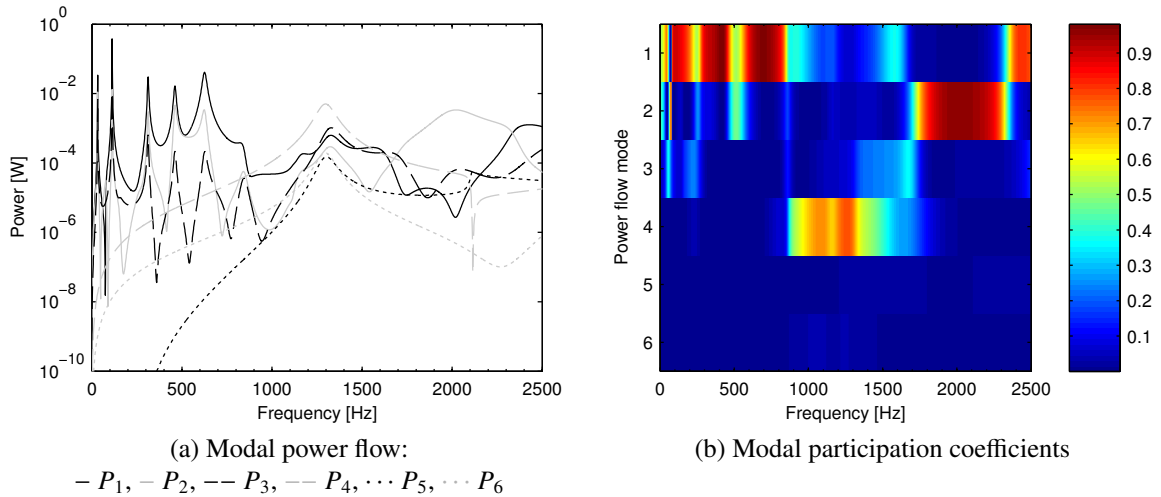 10^0
10^−2
10^−4
10^−6
10^−8
10^−10
Power [W]
0 500 1000 1500 2000 2500
Frequency [Hz]
1
2
3
4
5
6
Power flow mode
0 500 1000 1500 2000 2500
Frequency [Hz]
0.9
0.8
0.7
0.6
0.5
0.4
0.3
0.2
0.1
(a) Modal power flow:
– P₁, – P₂, –– P₃, –– P₄, ··· P₅, ··· P₆
(b) Modal participation coefficients